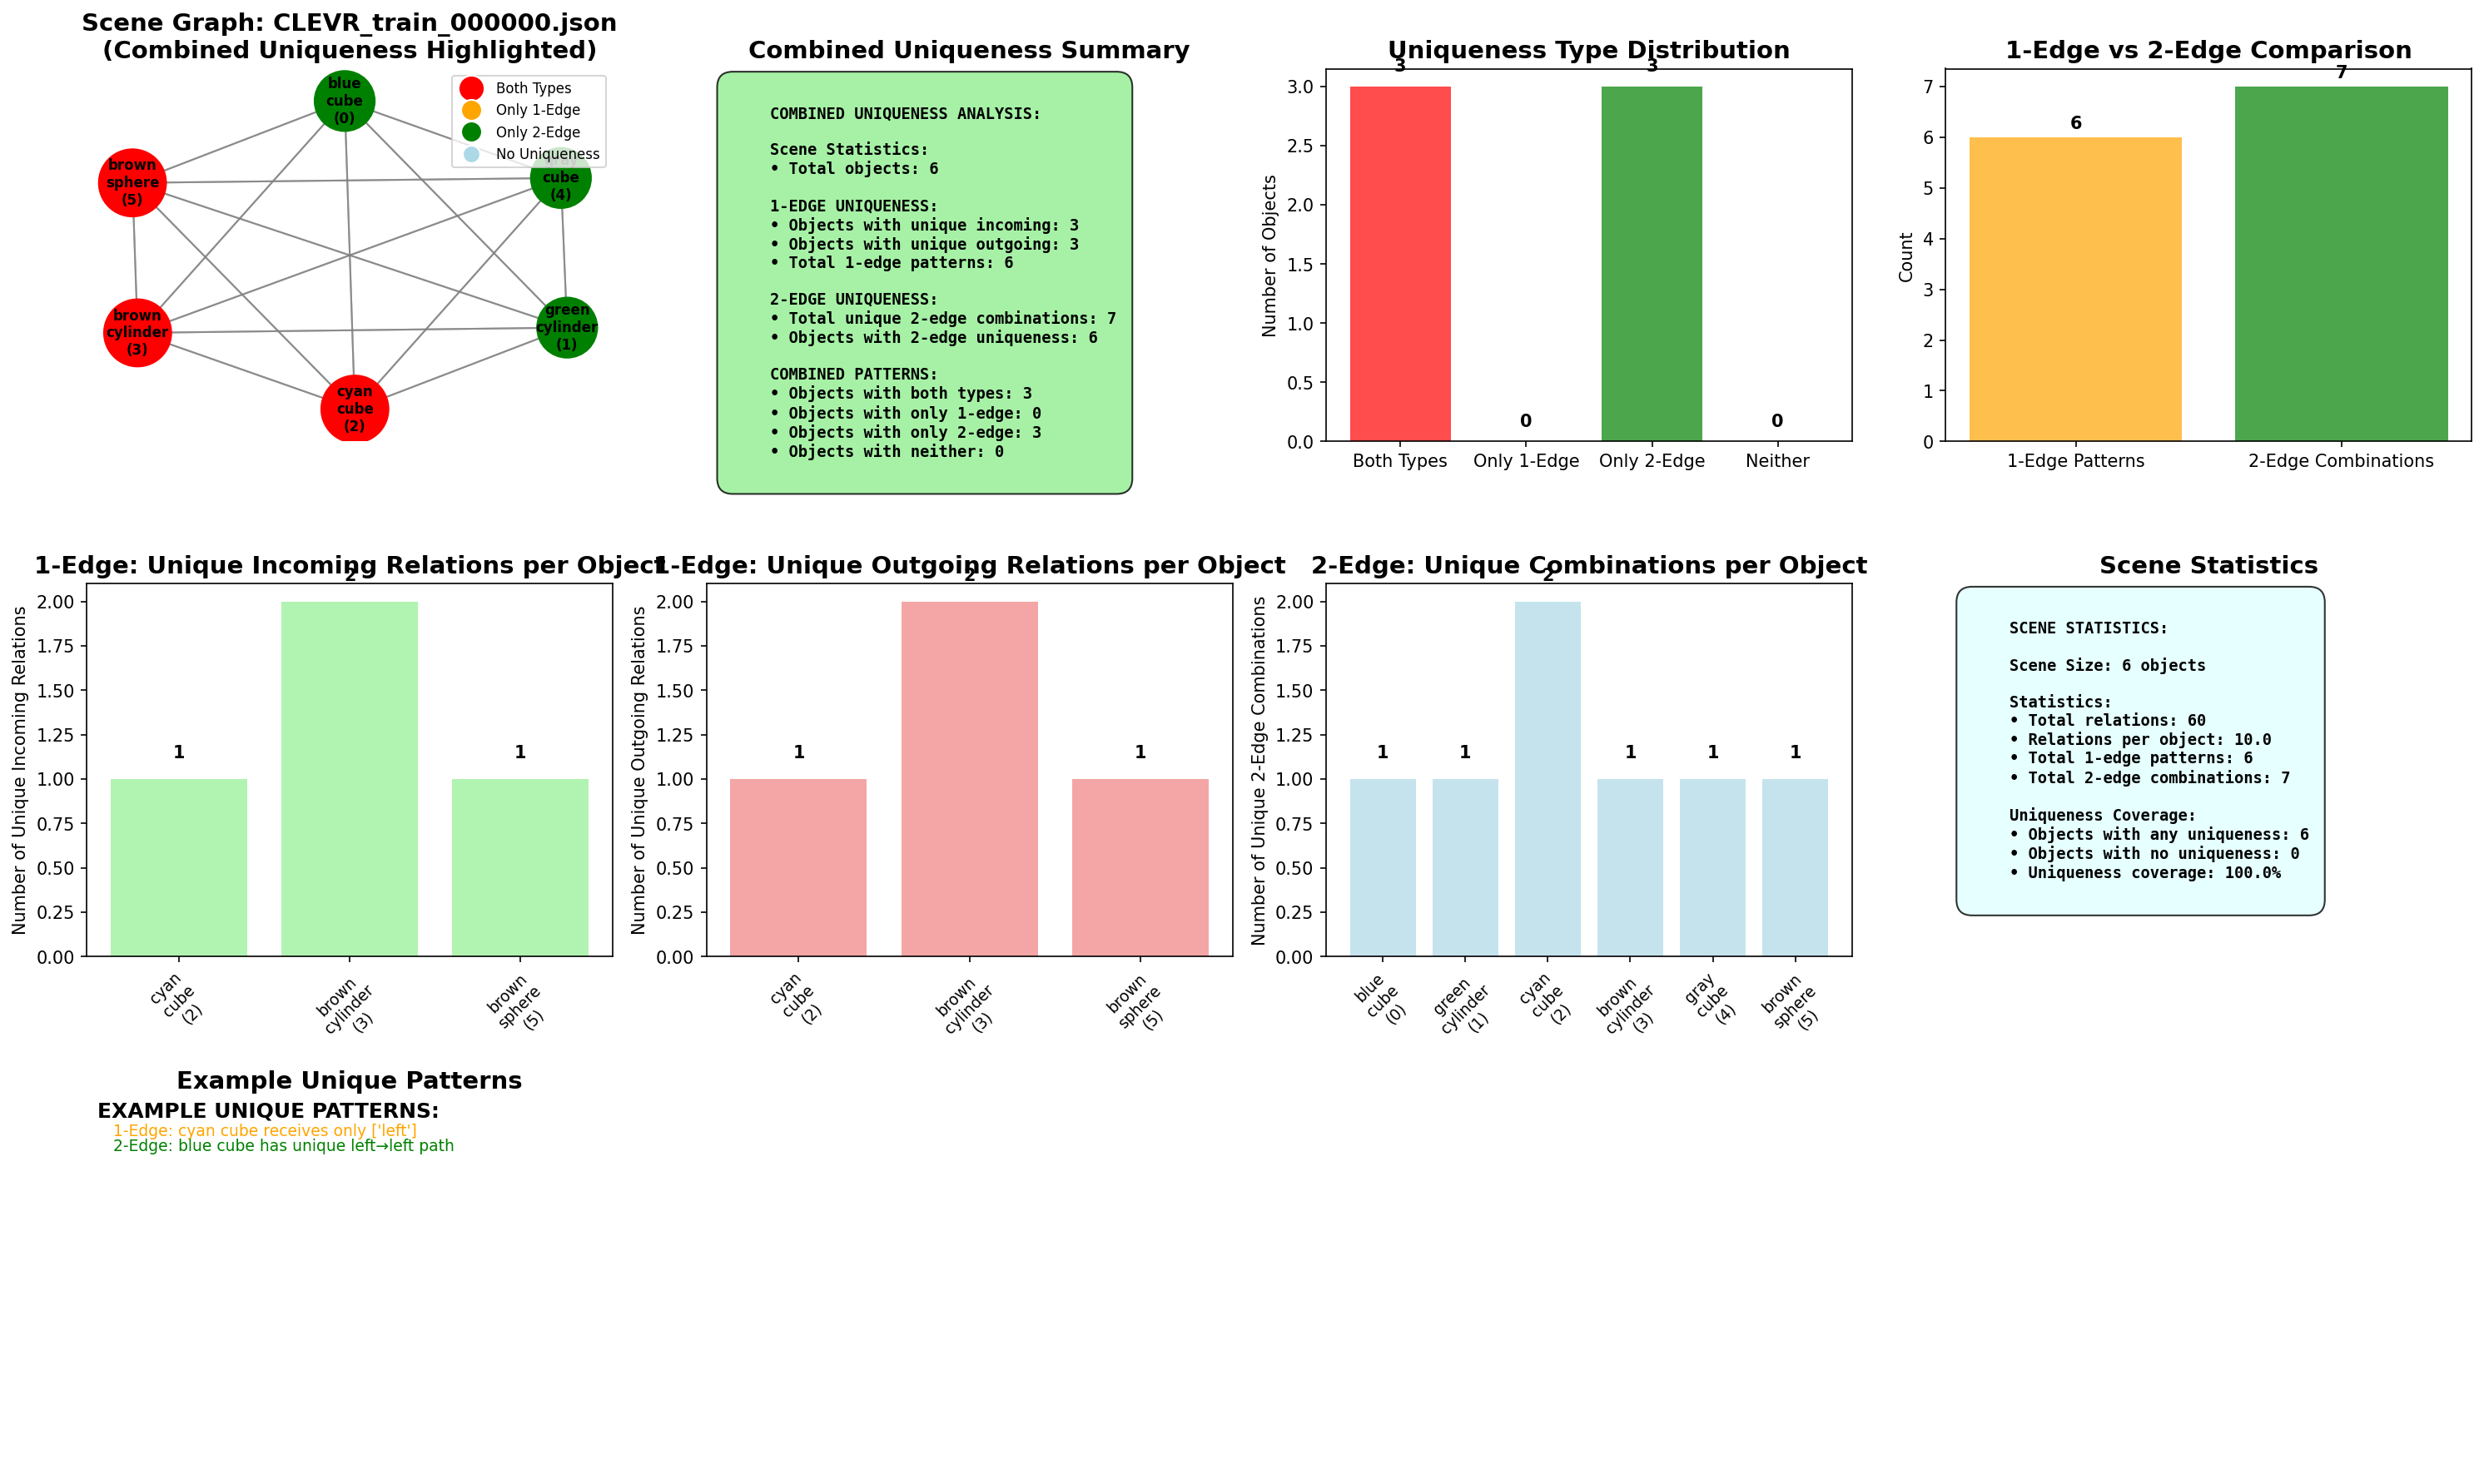 Scene Graph: CLEVR_train_000000.json
(Combined Uniqueness Highlighted)
blue
cube
(0)
brown
sphere
(5)
cube
(4)
brown
cylinder
(3)
green
cylinder
(1)
cyan
cube
(2)
Both Types
Only 1-Edge
Only 2-Edge
No Uniqueness
Combined Uniqueness Summary
COMBINED UNIQUENESS ANALYSIS:
Scene Statistics:
• Total objects: 6
1-EDGE UNIQUENESS:
• Objects with unique incoming: 3
• Objects with unique outgoing: 3
• Total 1-edge patterns: 6
2-EDGE UNIQUENESS:
• Total unique 2-edge combinations: 7
• Objects with 2-edge uniqueness: 6
COMBINED PATTERNS:
• Objects with both types: 3
• Objects with only 1-edge: 0
• Objects with only 2-edge: 3
• Objects with neither: 0
Uniqueness Type Distribution
Number of Objects
3.0
2.5
2.0
1.5
1.0
0.5
0.0
3
0
3
0
Both Types
Only 1-Edge
Only 2-Edge
Neither
1-Edge vs 2-Edge Comparison
Count
7
6
5
4
3
2
1
0
6
7
1-Edge Patterns
2-Edge Combinations
1-Edge: Unique Incoming Relations per Object
Number of Unique Incoming Relations
2.00
1.75
1.50
1.25
1.00
0.75
0.50
0.25
0.00
1
2
1
cyan
cube
(2)
brown
cylinder
(3)
brown
sphere
(5)
1-Edge: Unique Outgoing Relations per Object
Number of Unique Outgoing Relations
2.00
1.75
1.50
1.25
1.00
0.75
0.50
0.25
0.00
1
2
1
cyan
cube
(2)
brown
cylinder
(3)
brown
sphere
(5)
2-Edge: Unique Combinations per Object
Number of Unique 2-Edge Combinations
2.00
1.75
1.50
1.25
1.00
0.75
0.50
0.25
0.00
1
1
2
1
1
1
blue
cube
(0)
green
cylinder
(1)
cyan
cube
(2)
brown
cylinder
(3)
gray
cube
(4)
brown
sphere
(5)
Scene Statistics
SCENE STATISTICS:
Scene Size: 6 objects
Statistics:
• Total relations: 60
• Relations per object: 10.0
• Total 1-edge patterns: 6
• Total 2-edge combinations: 7
Uniqueness Coverage:
• Objects with any uniqueness: 6
• Objects with no uniqueness: 0
• Uniqueness coverage: 100.0%
Example Unique Patterns
EXAMPLE UNIQUE PATTERNS:
1-Edge: cyan cube receives only ['left']
2-Edge: blue cube has unique left→left path